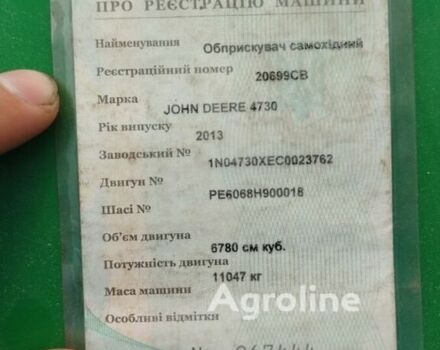 ПРО РЕЄСТРАЦІЮ МАШИНИ
Найменування Обприскувач самохідний
Реєстраційний номер 20699СВ
Марка JOHN DEERE 4730
Рік випуску 2013
Заводський № 1N04730XEC0023762
Двигун № PE6068H900018
Шасі №
Об'єм двигуна 6780 см куб.
Потужність двигуна
Маса машини 11047 кг
Особливі відмітки
Agroline